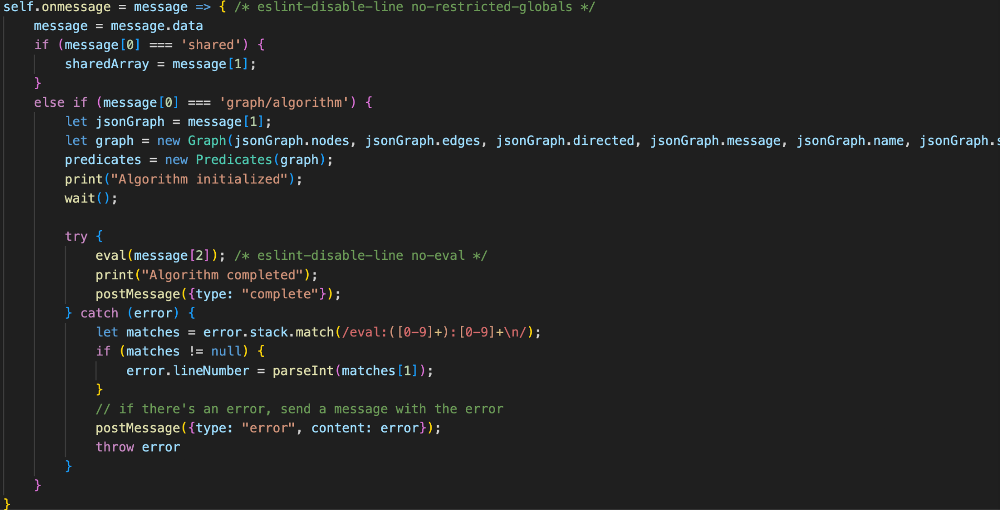 self.onmessage = message => { /* eslint-disable-line no-restricted-globals */
    message = message.data
    if (message[0] === 'shared') {
        sharedArray = message[1];
    }
    else if (message[0] === 'graph/algorithm') {
        let jsonGraph = message[1];
        let graph = new Graph(jsonGraph.nodes, jsonGraph.edges, jsonGraph.directed, jsonGraph.message, jsonGraph.name, jsonGraph.s
        predicates = new Predicates(graph);
        print("Algorithm initialized");
        wait();

        try {
            eval(message[2]); /* eslint-disable-line no-eval */
            print("Algorithm completed");
            postMessage({type: "complete"});
        } catch (error) {
            let matches = error.stack.match(/eval:([0-9]+):[0-9]+\n/);
            if (matches != null) {
                error.lineNumber = parseInt(matches[1]);
            }
            // if there's an error, send a message with the error
            postMessage({type: "error", content: error});
            throw error
        }
    }
}